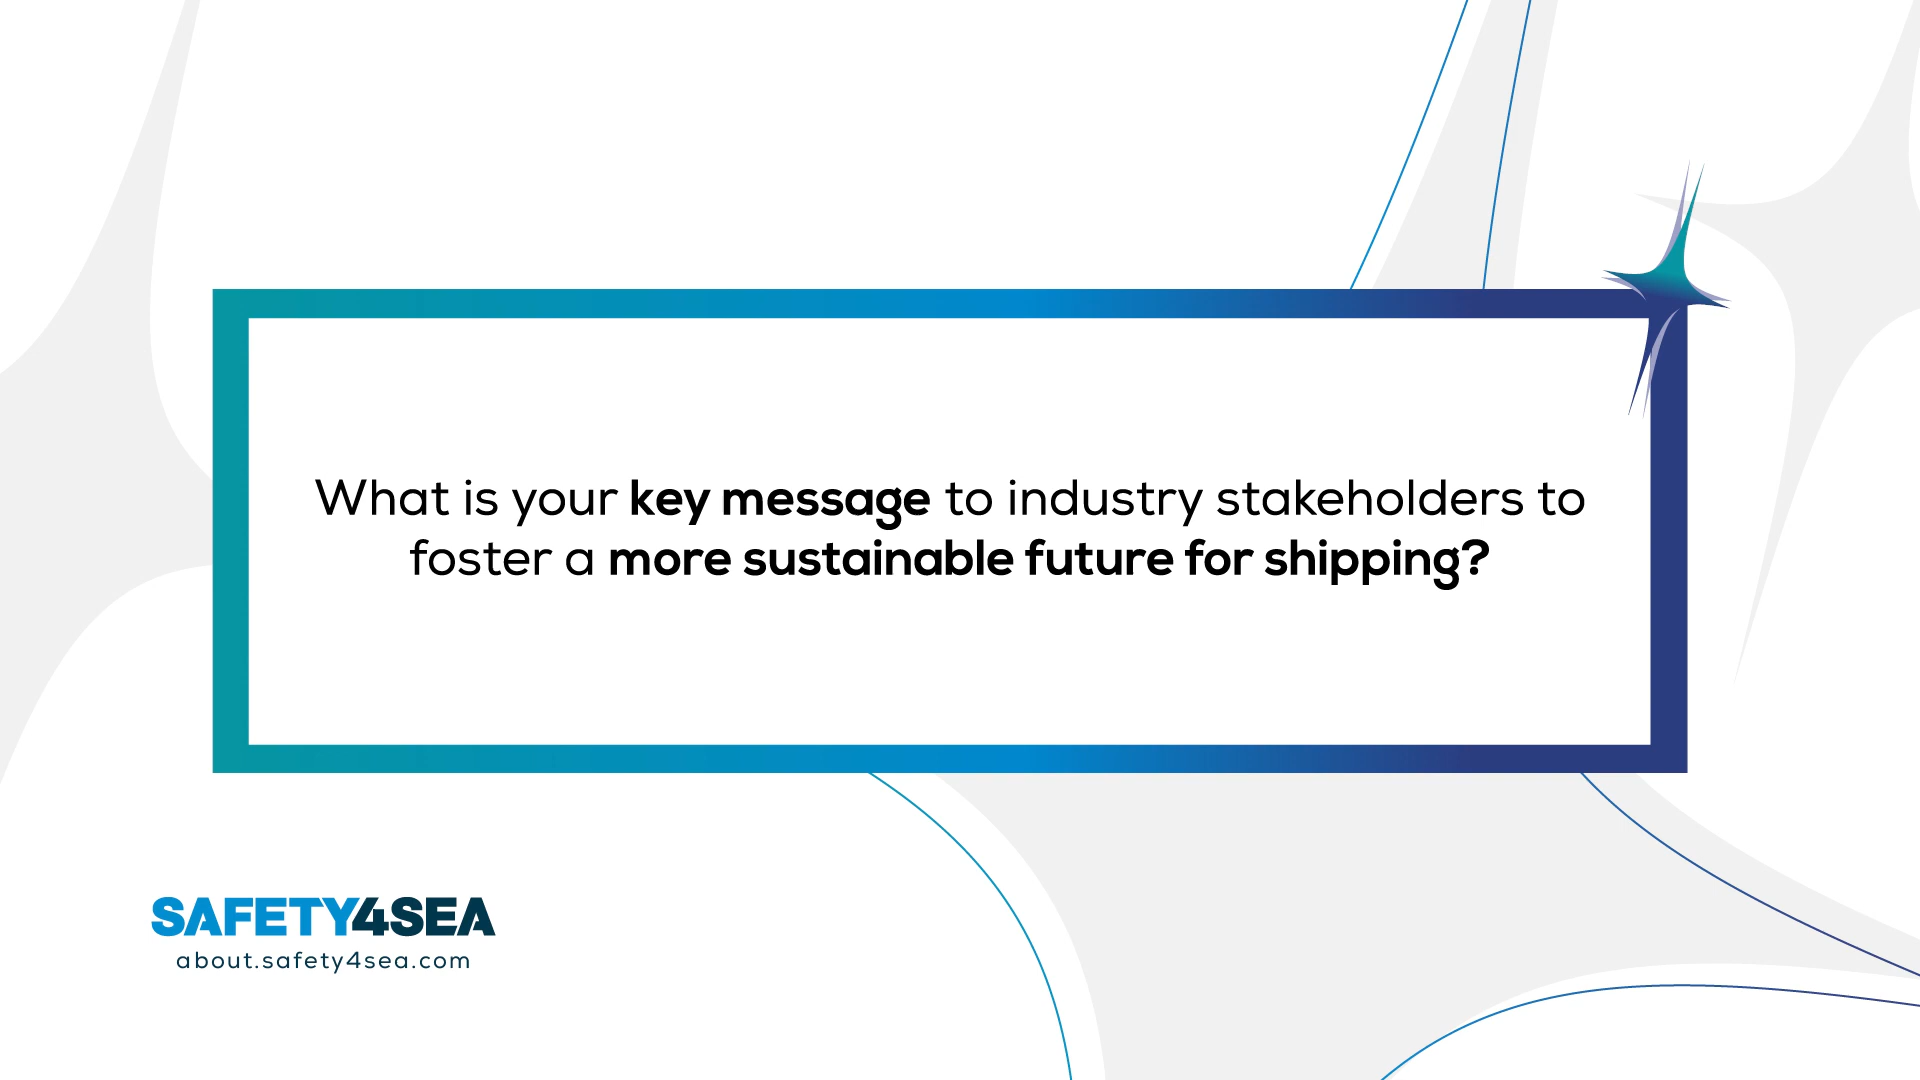 What is your key message to industry stakeholders to
foster a more sustainable future for shipping?
SAFETY4SEA
about.safety4sea.com